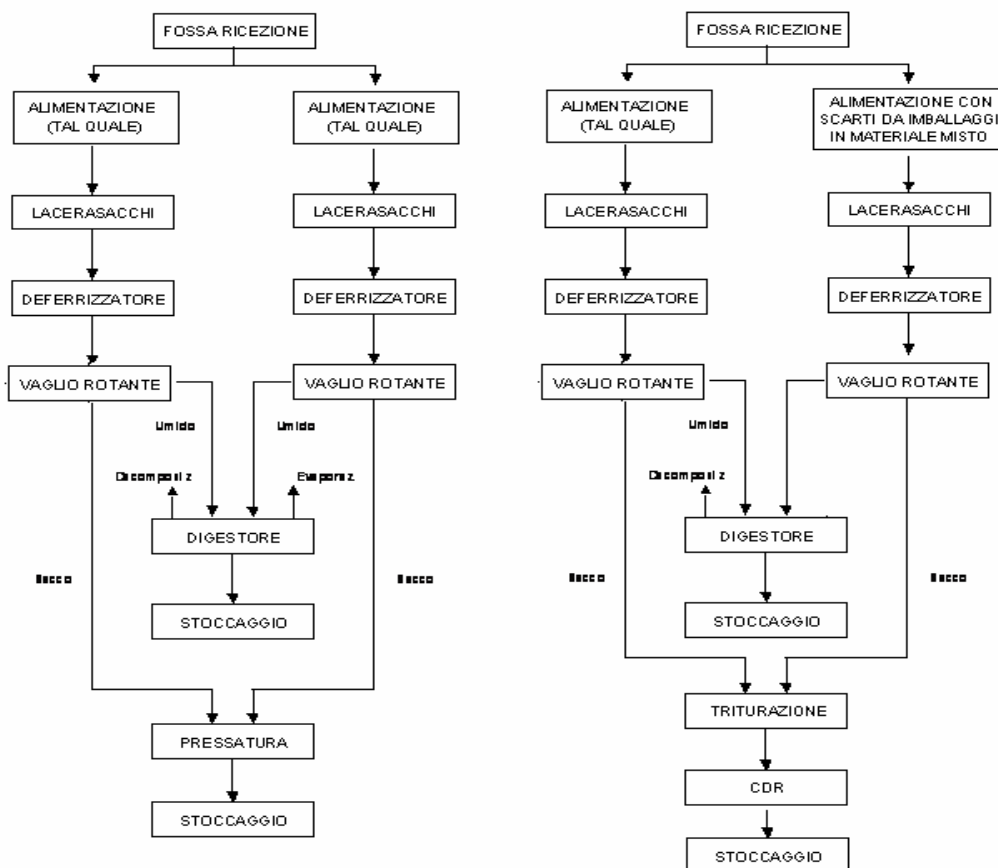 FOSSA RICEZIONE
ALIMENTAZIONE
(TAL QUALE)
ALIMENTAZIONE
(TAL QUALE)
LACERASACCHI
LACERASACCHI
DEFERRIZZATORE
DEFERRIZZATORE
VAGLIO ROTANTE
VAGLIO ROTANTE
Umido
Umido
Evaporaz
DIGESTORE
Secco
Secco
STOCCAGGIO
PRESSATURA
STOCCAGGIO
FOSSA RICEZIONE
ALIMENTAZIONE
(TAL QUALE)
ALIMENTAZIONE CON
SCARTI DA IMBALLAGGI
IN MATERIALE MISTO
LACERASACCHI
LACERASACCHI
DEFERRIZZATORE
DEFERRIZZATORE
VAGLIO ROTANTE
VAGLIO ROTANTE
Umido
DIGESTORE
Secco
Secco
STOCCAGGIO
TRITURAZIONE
CDR
STOCCAGGIO